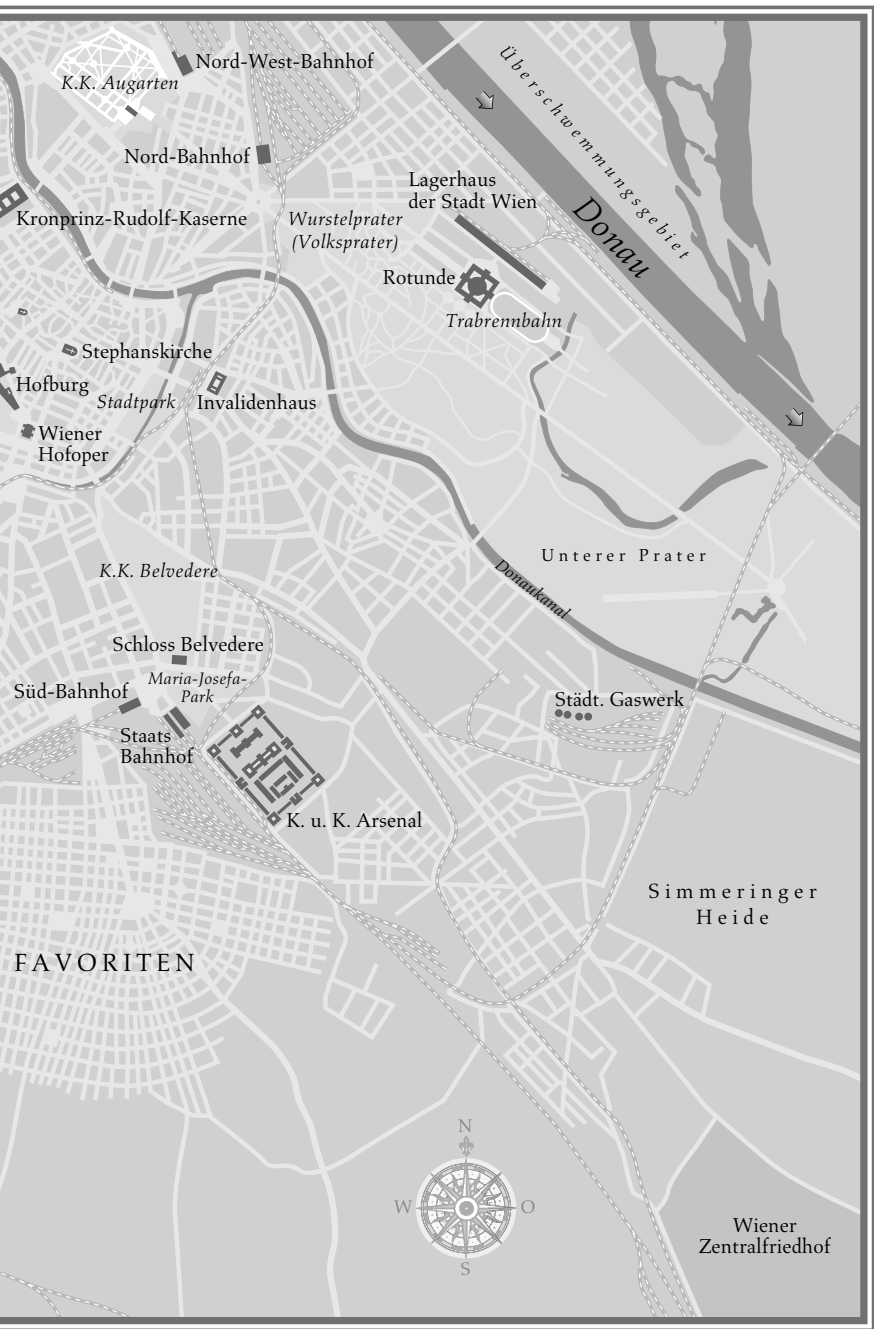 Nord-West-Bahnhof
K.K. Augarten
Überschwemmungsgebiet
Nord-Bahnhof
Lagerhaus
der Stadt Wien
Kronprinz-Rudolf-Kaserne
Wurstelprater
(Volksprater)
Donau
Rotunde
Trabrennbahn
Stephanskirche
Hofburg
Stadtpark
Invalidenhaus
Wiener
Hofoper
Unterer Prater
K.K. Belvedere
Donaukanal
Schloss Belvedere
Maria-Josefa-
Park
Süd-Bahnhof
Städt. Gaswerk
Staats
Bahnhof
K. u. K. Arsenal
Simmeringer
Heide
FAVORITEN
N
W
O
S
Wiener
Zentralfriedhof